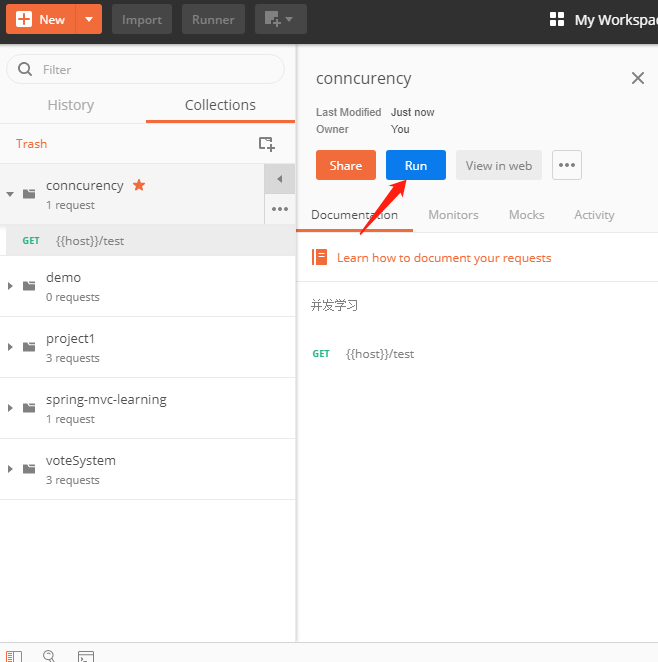 New Import Runner My Workspa
Filter
History Collections
Trash
conncurency
1 request
GET {{host}}/test
demo
0 requests
project1
3 requests
spring-mvc-learning
1 request
voteSystem
3 requests
conncurency
Last Modified Just now
Owner You
Share Run View in web
Documentation Monitors Mocks Activity
Learn how to document your requests
并发学习
GET {{host}}/test